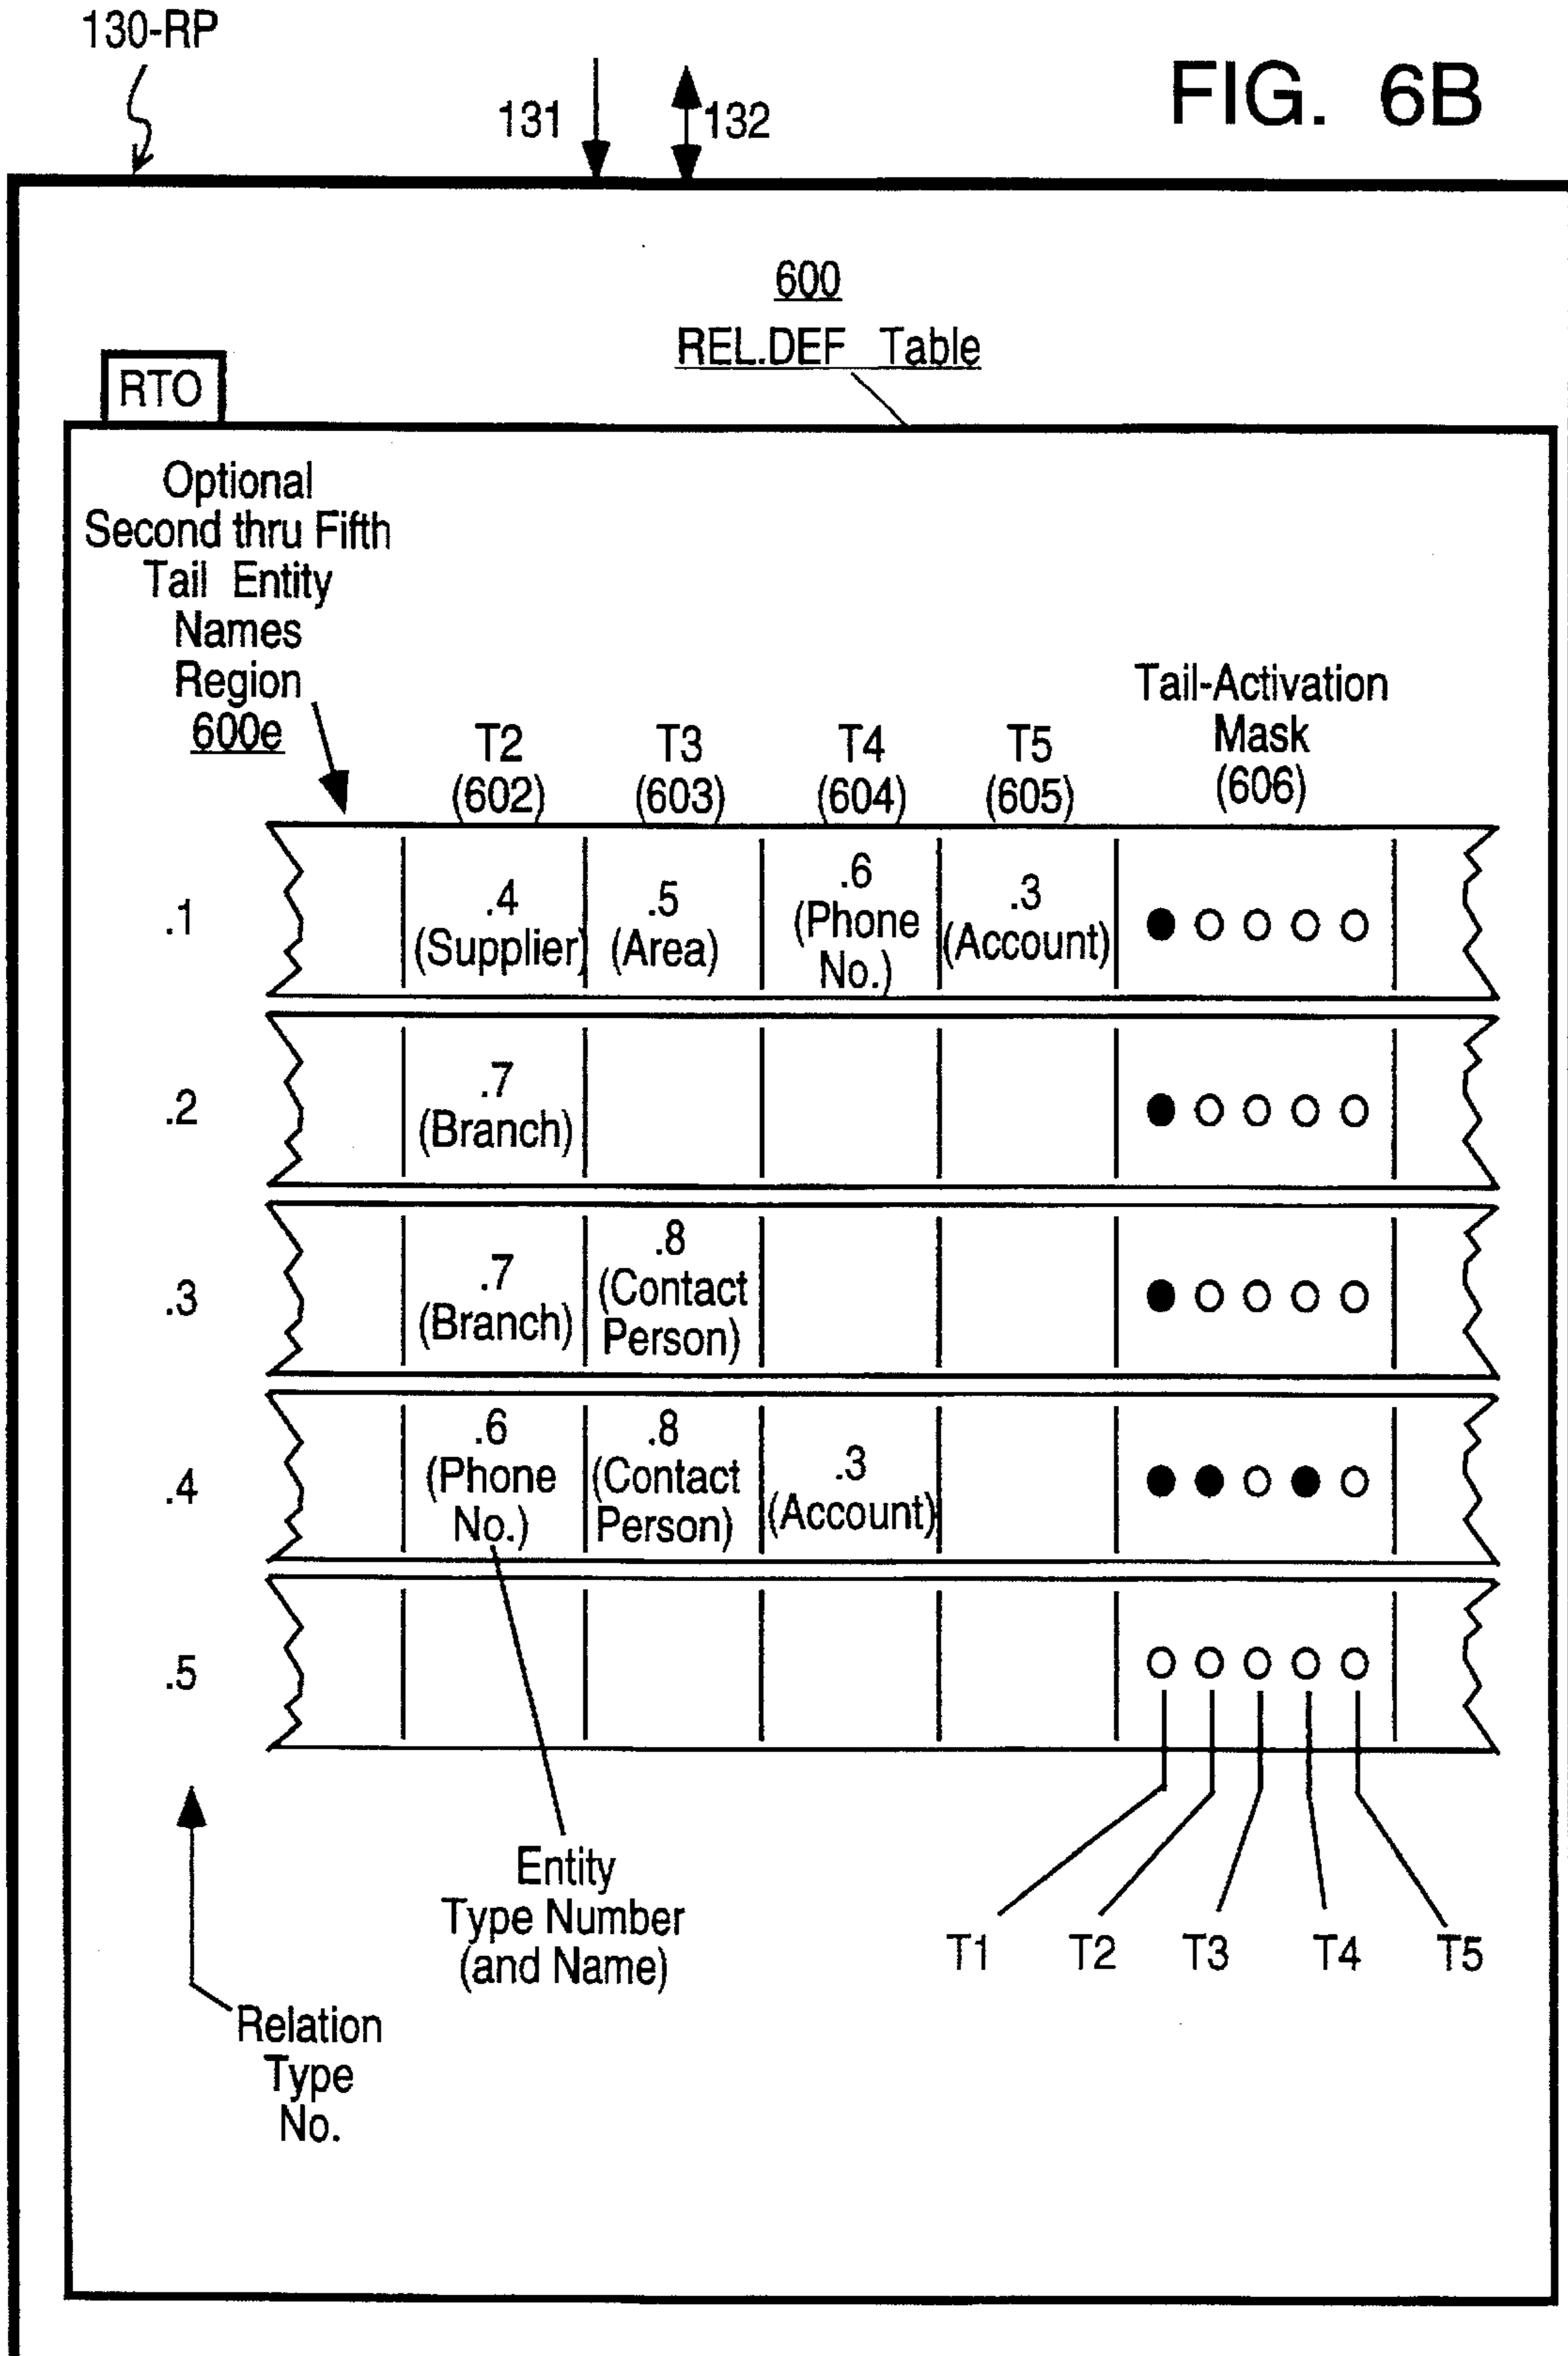 130-RP
131
132
FIG. 6B
600
REL.DEF Table
RTO
Optional
Second thru Fifth
Tail Entity
Names
Region
600e
T2
(602)
T3
(603)
T4
(604)
T5
(605)
Tail-Activation
Mask
(606)
.1
.4
(Supplier)
.5
(Area)
.6
(Phone
No.)
.3
(Account)
.2
.7
(Branch)
.3
.7
(Branch)
.8
(Contact
Person)
.4
.6
(Phone
No.)
.8
(Contact
Person)
.3
(Account)
.5
Entity
Type Number
(and Name)
T1
T2
T3
T4
T5
Relation
Type
No.